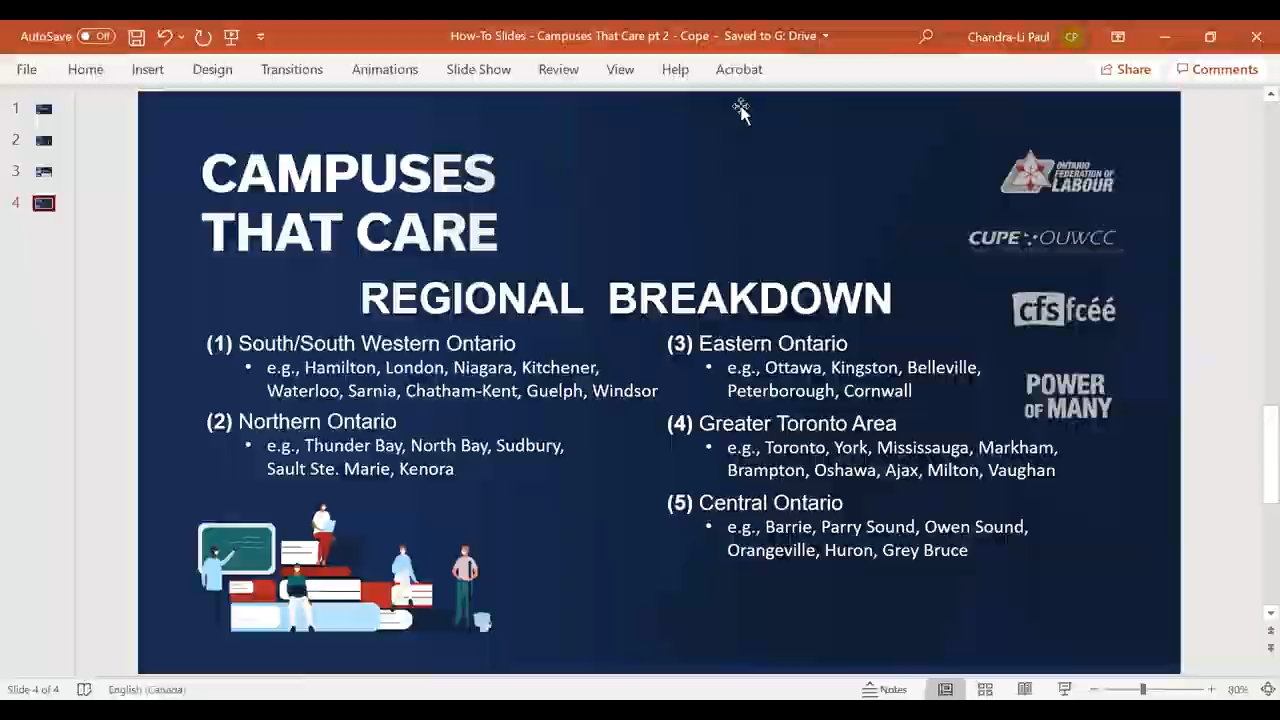 AutoSave Off
How-To Slides - Campuses That Care pt 2 - Cope - Saved to G: Drive
Chandra-Li Paul CP
File Home Insert Design Transitions Animations Slide Show Review View Help Acrobat Share Comments
1
2
3
4
CAMPUSES
THAT CARE
ONTARIO
FEDERATION OF
LABOUR
CUPE OUWCC
cfs fcéé
POWER
OF MANY
REGIONAL BREAKDOWN
(1) South/South Western Ontario
• e.g., Hamilton, London, Niagara, Kitchener,
Waterloo, Sarnia, Chatham-Kent, Guelph, Windsor
(2) Northern Ontario
• e.g., Thunder Bay, North Bay, Sudbury,
Sault Ste. Marie, Kenora
(3) Eastern Ontario
• e.g., Ottawa, Kingston, Belleville,
Peterborough, Cornwall
(4) Greater Toronto Area
• e.g., Toronto, York, Mississauga, Markham,
Brampton, Oshawa, Ajax, Milton, Vaughan
(5) Central Ontario
• e.g., Barrie, Parry Sound, Owen Sound,
Orangeville, Huron, Grey Bruce
Slide 4 of 4 English (Canada) Notes 80%